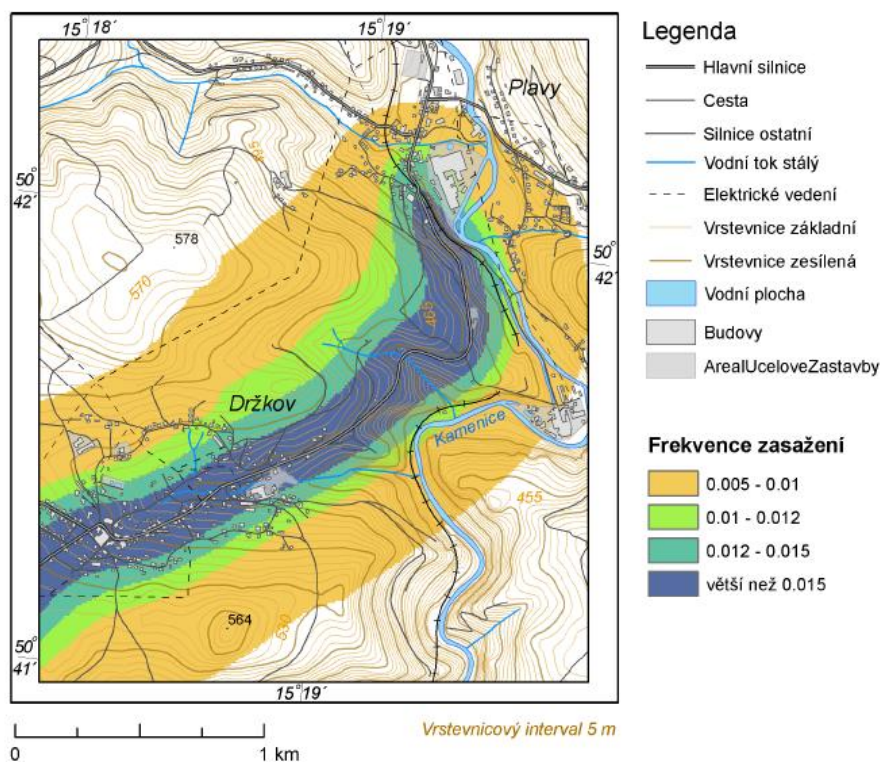 15° 18´
15° 19´
Plavy
50°
42´
50°
42´
525
578
570
465
Držkov
Kamenice
455
564
530
50°
41´
15° 19´
0
1 km
Vrstevnicový interval 5 m
Legenda
Hlavní silnice
Cesta
Silnice ostatní
Vodní tok stálý
Elektrické vedení
Vrstevnice základní
Vrstevnice zesílená
Vodní plocha
Budovy
ArealUceloveZastavby
Frekvence zasažení
0.005 - 0.01
0.01 - 0.012
0.012 - 0.015
větší než 0.015